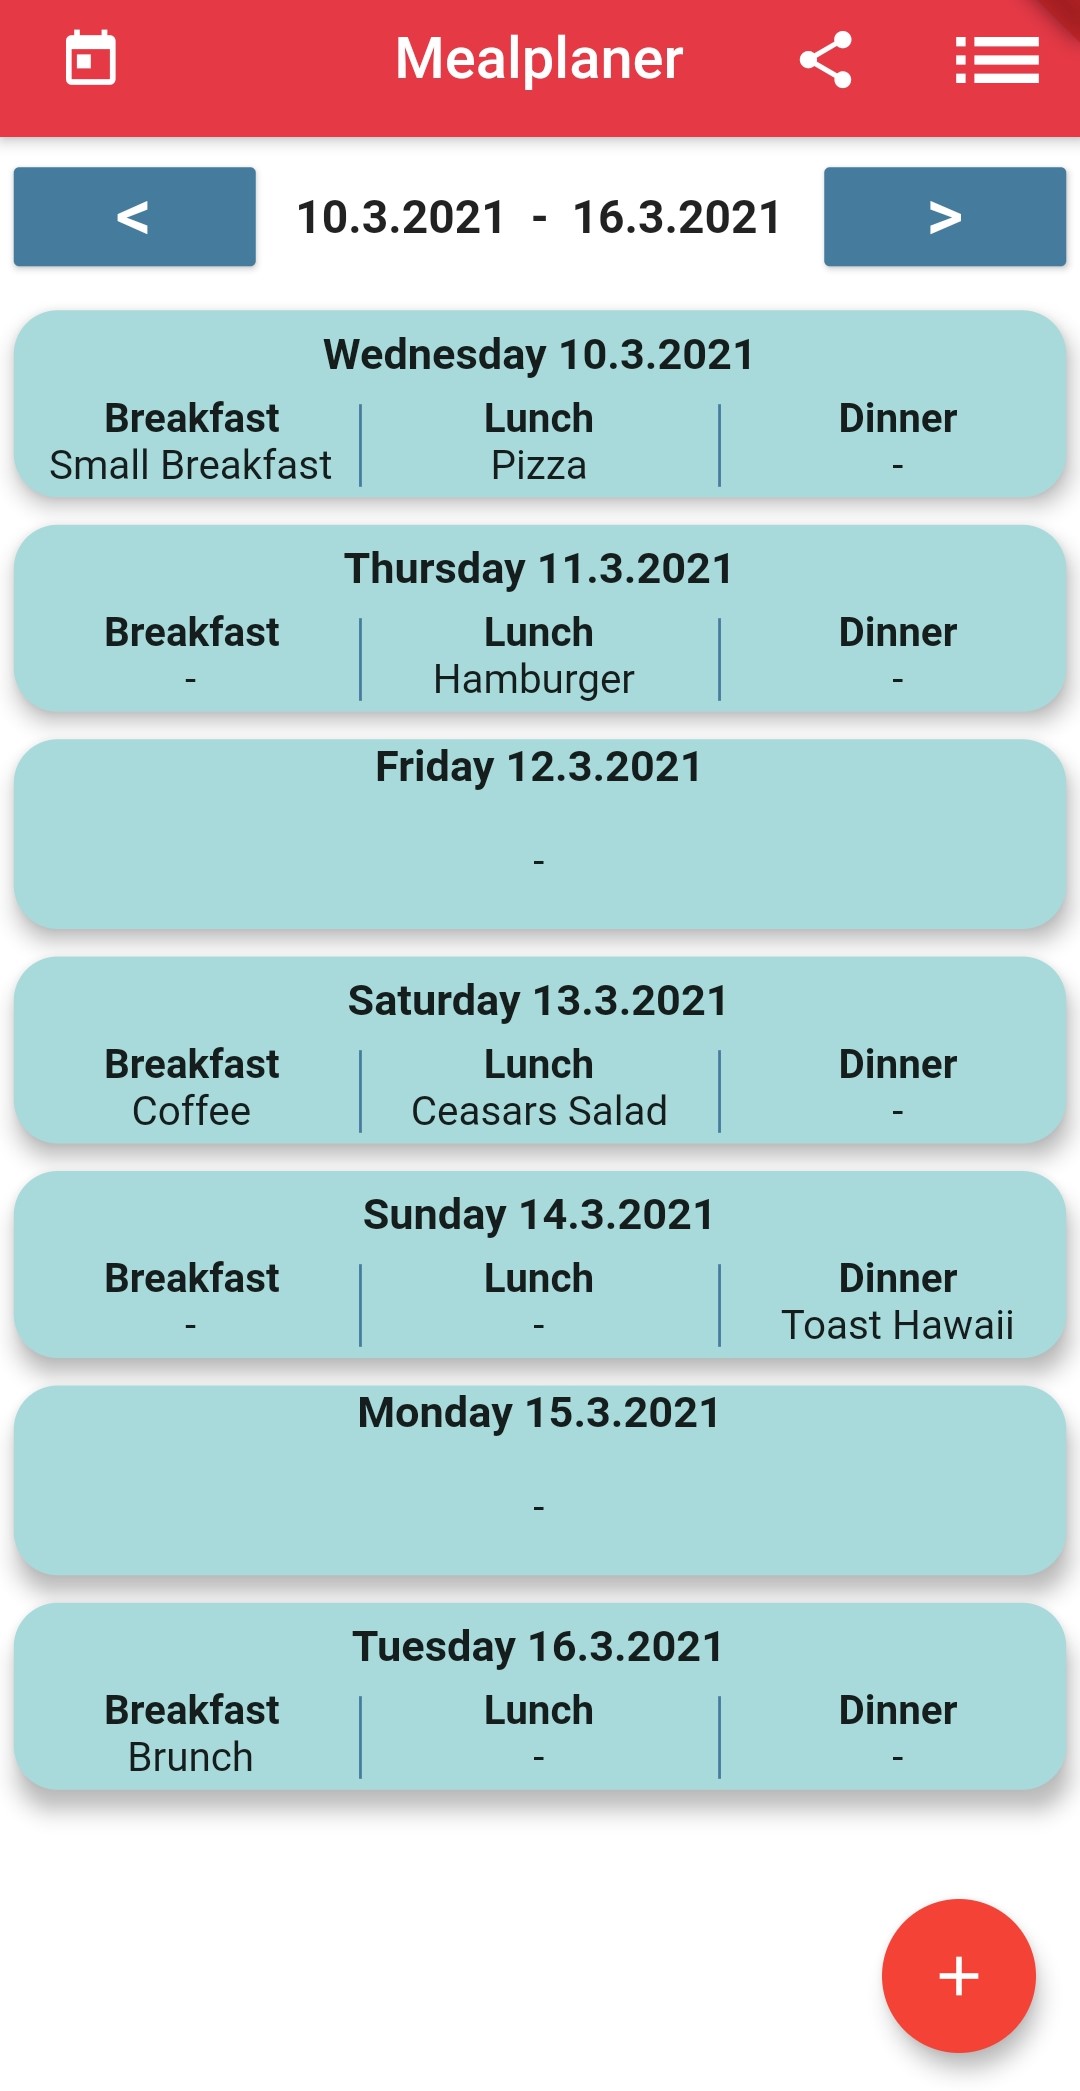 Mealplaner
< 10.3.2021 - 16.3.2021 >
Wednesday 10.3.2021
Breakfast Lunch Dinner
Small Breakfast Pizza -
Thursday 11.3.2021
Breakfast Lunch Dinner
- Hamburger -
Friday 12.3.2021
-
Saturday 13.3.2021
Breakfast Lunch Dinner
Coffee Ceasars Salad -
Sunday 14.3.2021
Breakfast Lunch Dinner
- - Toast Hawaii
Monday 15.3.2021
-
Tuesday 16.3.2021
Breakfast Lunch Dinner
Brunch - -
+